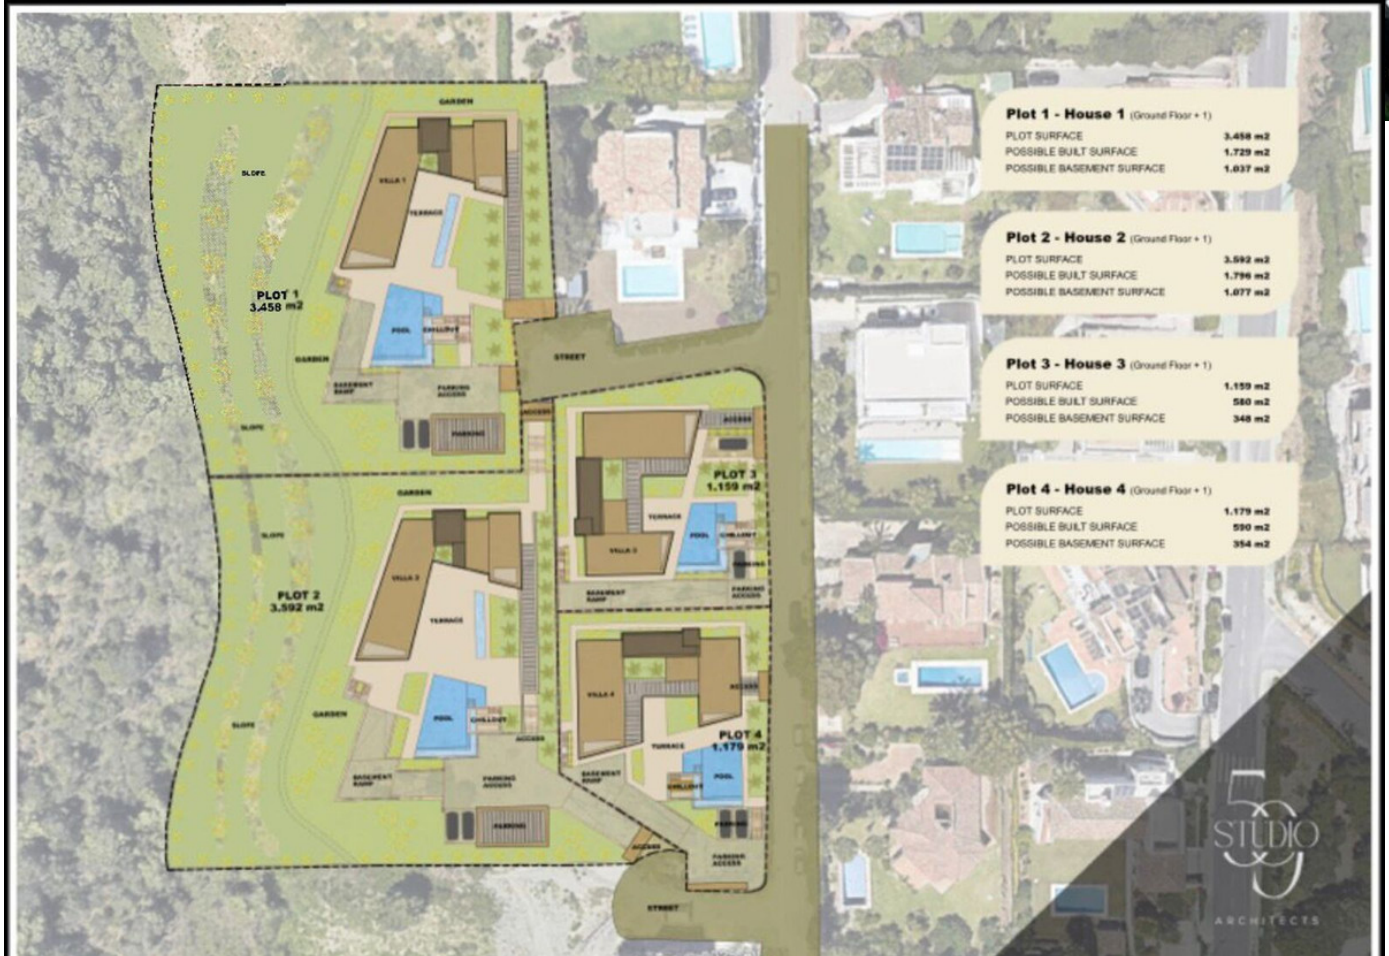 Plot 1 - House 1 (Ground Floor + 1)
PLOT SURFACE 3.458 m2
POSSIBLE BUILT SURFACE 1.729 m2
POSSIBLE BASEMENT SURFACE 1.037 m2
Plot 2 - House 2 (Ground Floor + 1)
PLOT SURFACE 3.592 m2
POSSIBLE BUILT SURFACE 1.796 m2
POSSIBLE BASEMENT SURFACE 1.077 m2
Plot 3 - House 3 (Ground Floor + 1)
PLOT SURFACE 1.159 m2
POSSIBLE BUILT SURFACE 580 m2
POSSIBLE BASEMENT SURFACE 348 m2
Plot 4 - House 4 (Ground Floor + 1)
PLOT SURFACE 1.179 m2
POSSIBLE BUILT SURFACE 590 m2
POSSIBLE BASEMENT SURFACE 354 m2
GARDEN
SLOPE
VILLA 1
TERRACE
PLOT 1
3.458 m2
POOL
CHILLOUT
GARDEN
BASEMENT
RAMP
PARKING
ACCESS
PARKING
SLOPE
STREET
ACCESS
ACCESS
PLOT 3
1.159 m2
TERRACE
POOL
CHILLOUT
VILLA 3
PARKING
BASEMENT
RAMP
PARKING
ACCESS
GARDEN
SLOPE
VILLA 2
PLOT 2
3.592 m2
TERRACE
GARDEN
POOL
CHILLOUT
SLOPE
ACCESS
BASEMENT
RAMP
PARKING
ACCESS
PARKING
ACCESS
VILLA 4
ACCESS
PLOT 4
1.179 m2
TERRACE
POOL
BASEMENT
RAMP
CHILLOUT
PARKING
PARKING
ACCESS
STREET
59
STUDIO
ARCHITECTS